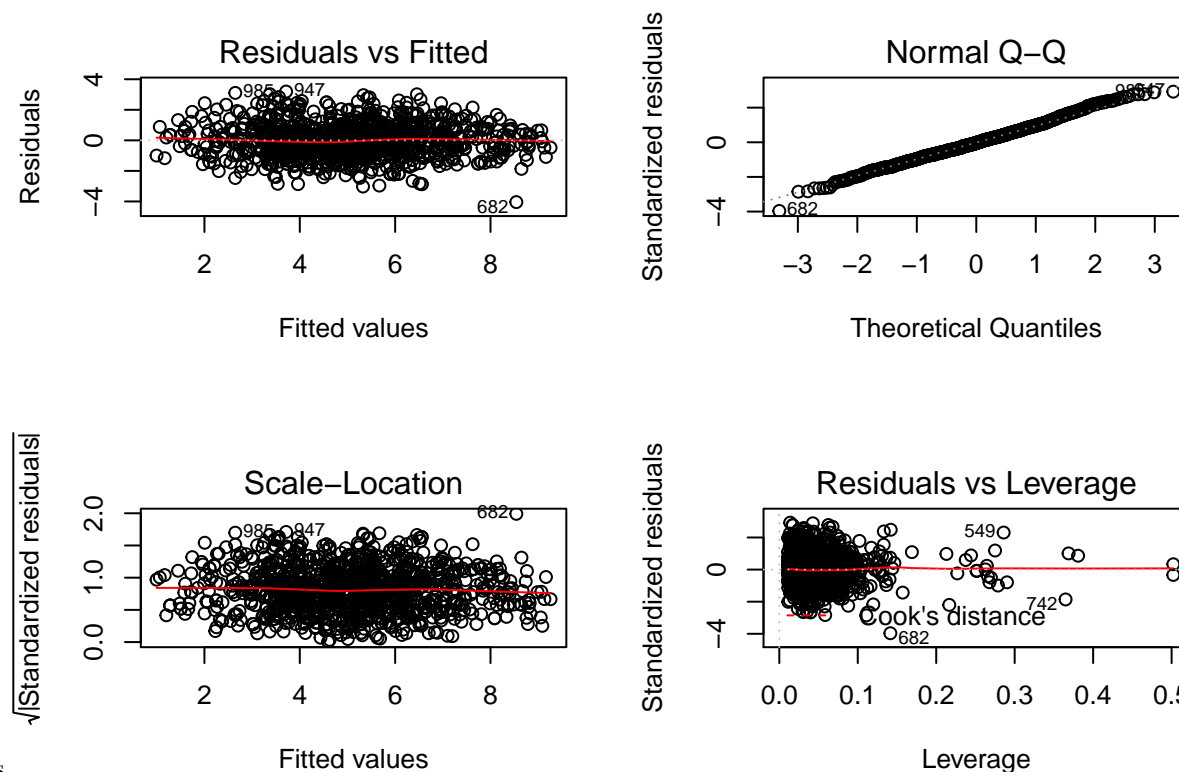 Residuals vs Fitted
Residuals
4
0
−4
985
947
682
2 4 6 8
Fitted values
Normal Q−Q
Standardized residuals
0
−4
682
−3 −2 −1 0 1 2 3
Theoretical Quantiles
Scale−Location
√|Standardized residuals|
2.0
1.0
0.0
985
947
682
2 4 6 8
Fitted values
Residuals vs Leverage
Standardized residuals
0
−4
549
742
Cook's distance
682
0.0 0.1 0.2 0.3 0.4
Leverage